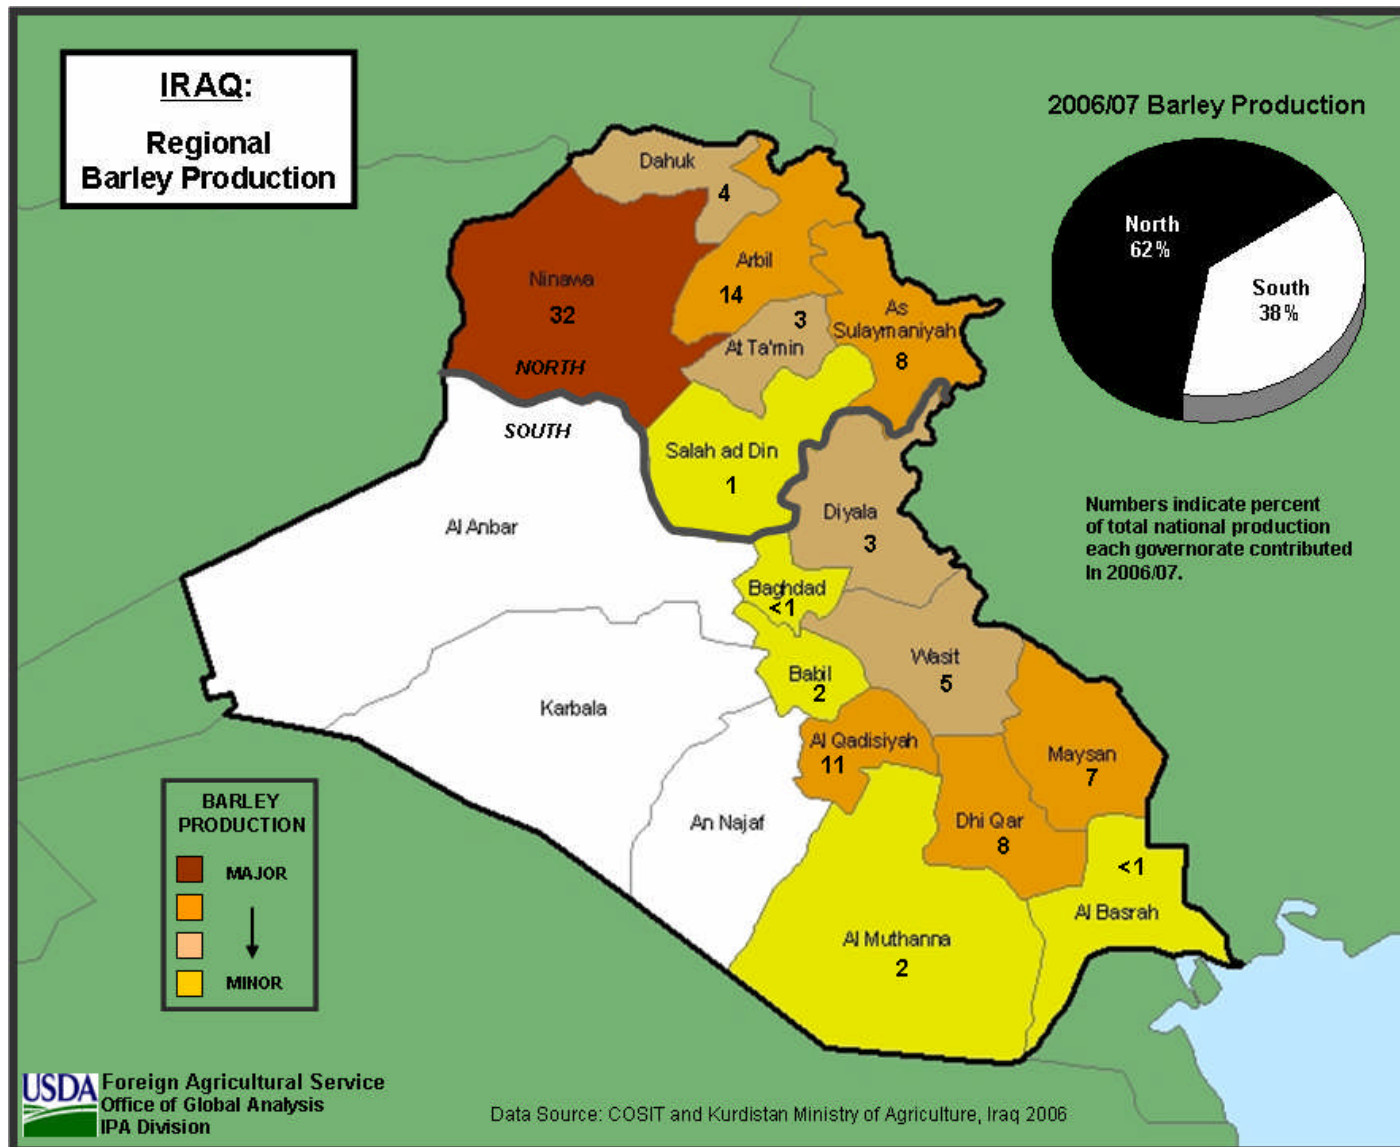 IRAQ:
Regional
Barley Production
2006/07 Barley Production
North
62%
South
38%
Numbers indicate percent
of total national production
each governorate contributed
in 2006/07.
Dahuk
4
Ninawa
32
Arbil
14
As
Sulaymaniyah
8
3
At Ta'min
NORTH
SOUTH
Salah ad Din
1
Al Anbar
Diyala
3
Baghdad
<1
Babil
2
Wasit
5
Karbala
Al Qadisiyah
11
Maysan
7
An Najaf
Dhi Qar
8
<1
Al Basrah
Al Muthanna
2
BARLEY
PRODUCTION
MAJOR
MINOR
USDA
Foreign Agricultural Service
Office of Global Analysis
IPA Division
Data Source: COSIT and Kurdistan Ministry of Agriculture, Iraq 2006